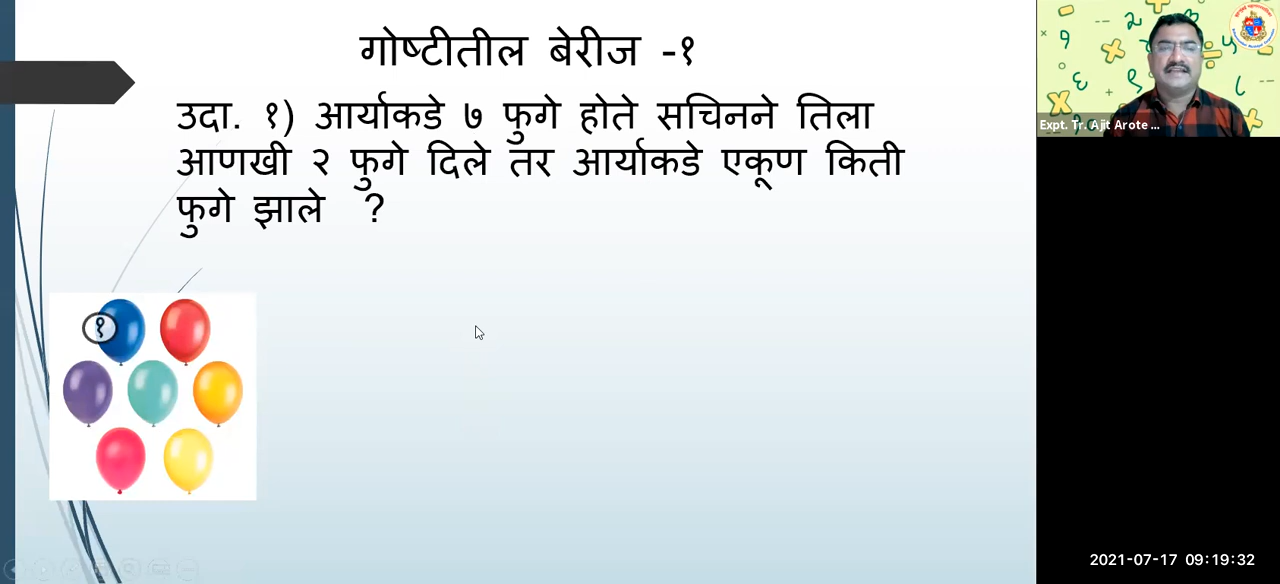 गोष्टीतील बेरीज -१
उदा. १) आर्याकडे ७ फुगे होते सचिनने तिला
आणखी २ फुगे दिले तर आर्याकडे एकूण किती
फुगे झाले ?
१
Expt. Tr. Ajit Arote ...
2021-07-17 09:19:32